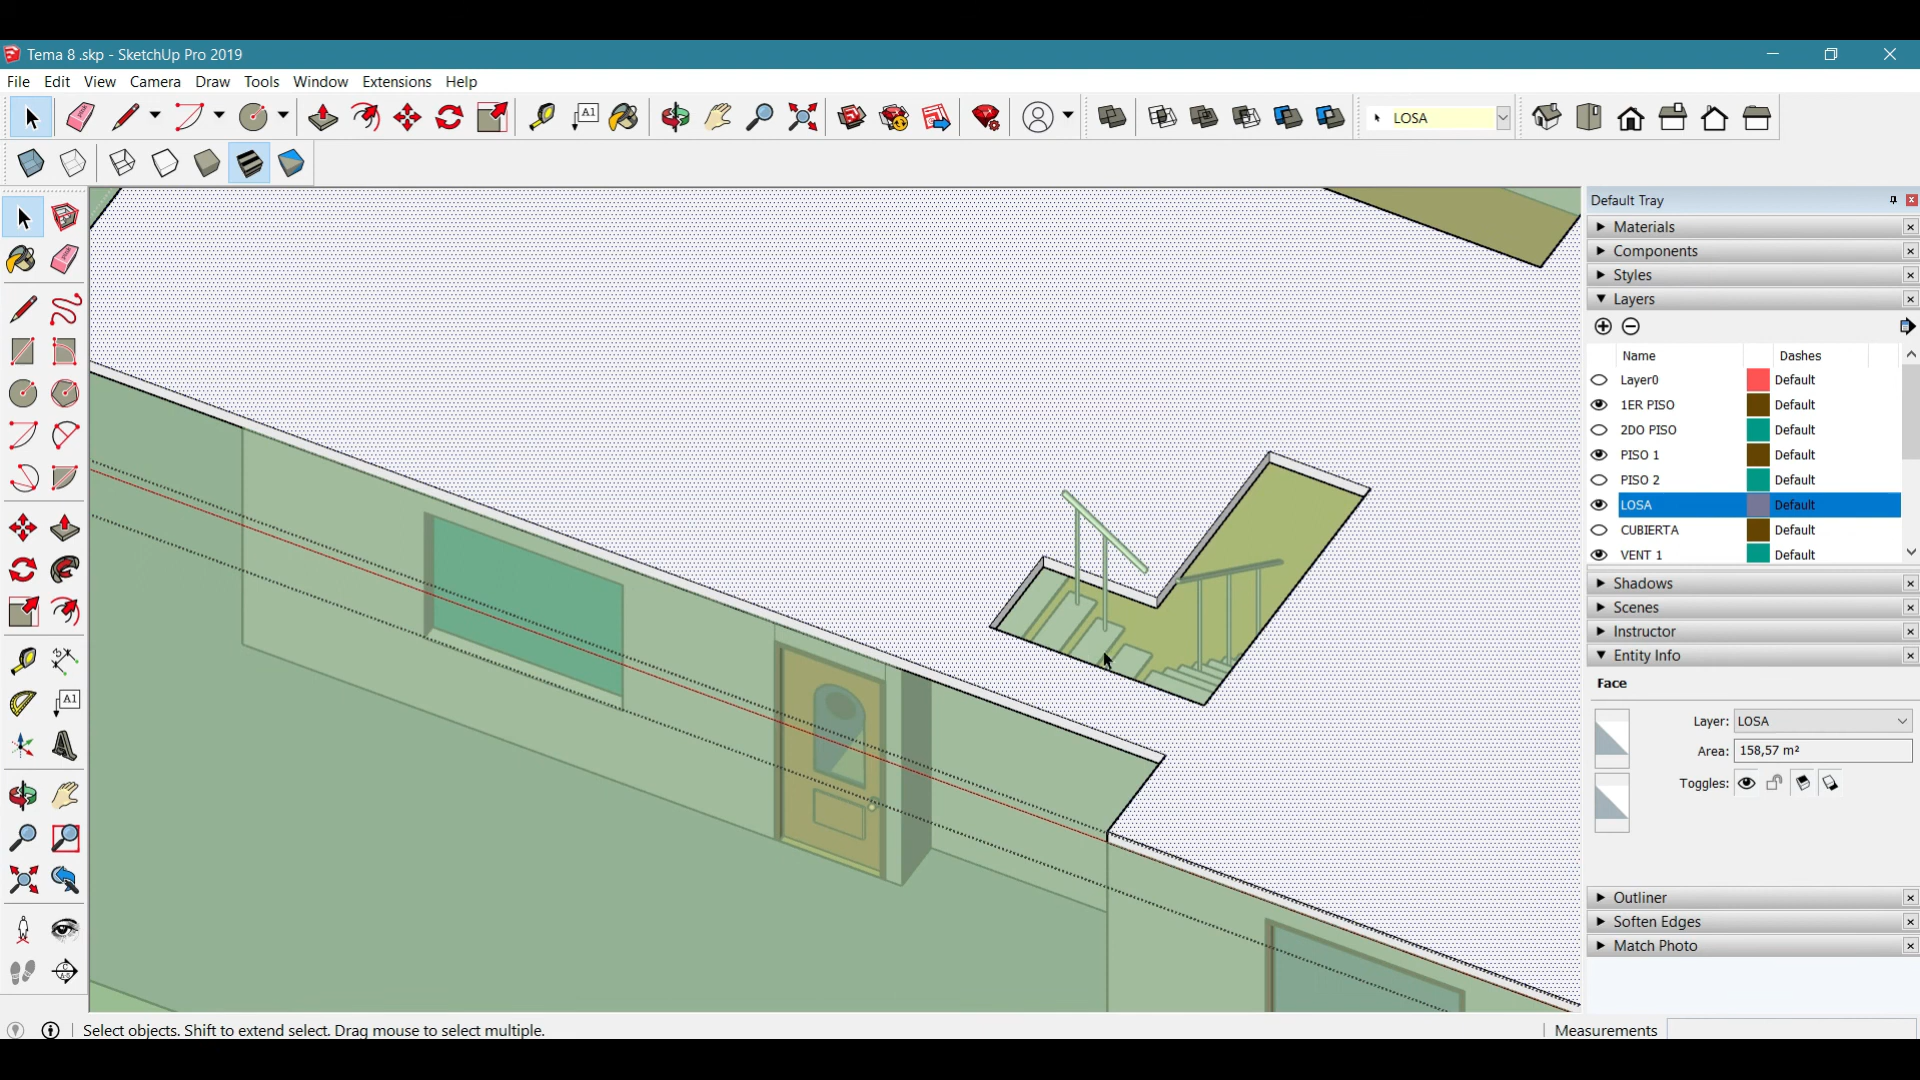 Tema 8 .skp - SketchUp Pro 2019
File Edit View Camera Draw Tools Window Extensions Help
A1
LOSA
Default Tray
Materials
Components
Styles
Layers
Name Dashes
Layer0 Default
1ER PISO Default
2DO PISO Default
PISO 1 Default
PISO 2 Default
LOSA Default
CUBIERTA Default
VENT 1 Default
Shadows
Scenes
Instructor
Entity Info
Face
Layer: LOSA
Area: 158,57 m²
Toggles:
Outliner
Soften Edges
Match Photo
A1
Select objects. Shift to extend select. Drag mouse to select multiple.
Measurements